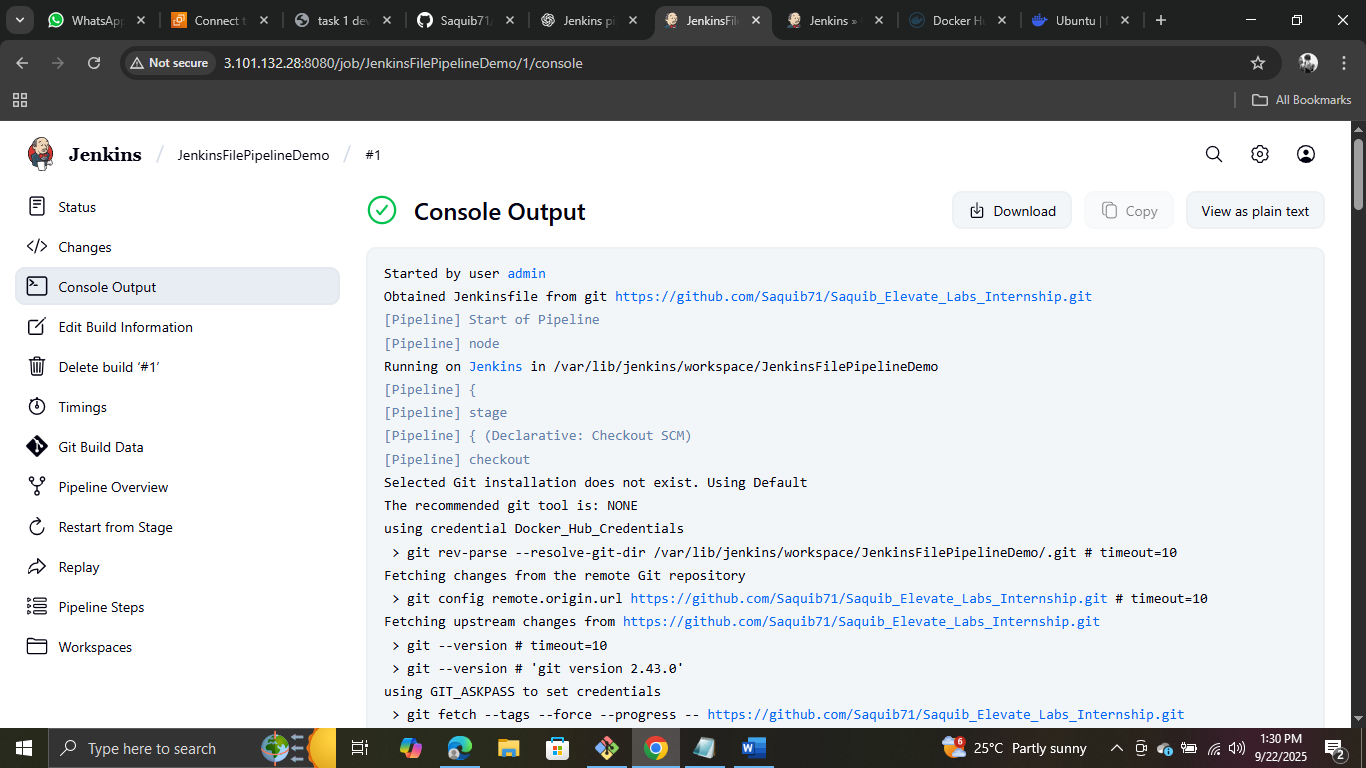 WhatsApp
Connect t
task 1 dev
Saquib71/
Jenkins pi
JenkinsFil
Jenkins »
Docker Hu
Ubuntu |
Not secure
3.101.132.28:8080/job/JenkinsFilePipelineDemo/1/console
All Bookmarks
Jenkins / JenkinsFilePipelineDemo / #1
Status
Changes
Console Output
Edit Build Information
Delete build ‘#1’
Timings
Git Build Data
Pipeline Overview
Restart from Stage
Replay
Pipeline Steps
Workspaces
Console Output
Download
Copy
View as plain text
Started by user admin
Obtained Jenkinsfile from git https://github.com/Saquib71/Saquib_Elevate_Labs_Internship.git
[Pipeline] Start of Pipeline
[Pipeline] node
Running on Jenkins in /var/lib/jenkins/workspace/JenkinsFilePipelineDemo
[Pipeline] {
[Pipeline] stage
[Pipeline] { (Declarative: Checkout SCM)
[Pipeline] checkout
Selected Git installation does not exist. Using Default
The recommended git tool is: NONE
using credential Docker_Hub_Credentials
> git rev-parse --resolve-git-dir /var/lib/jenkins/workspace/JenkinsFilePipelineDemo/.git # timeout=10
Fetching changes from the remote Git repository
> git config remote.origin.url https://github.com/Saquib71/Saquib_Elevate_Labs_Internship.git # timeout=10
Fetching upstream changes from https://github.com/Saquib71/Saquib_Elevate_Labs_Internship.git
> git --version # timeout=10
> git --version # 'git version 2.43.0'
using GIT_ASKPASS to set credentials
> git fetch --tags --force --progress -- https://github.com/Saquib71/Saquib_Elevate_Labs_Internship.git
Type here to search
6
25°C Partly sunny
1:30 PM
9/22/2025
2